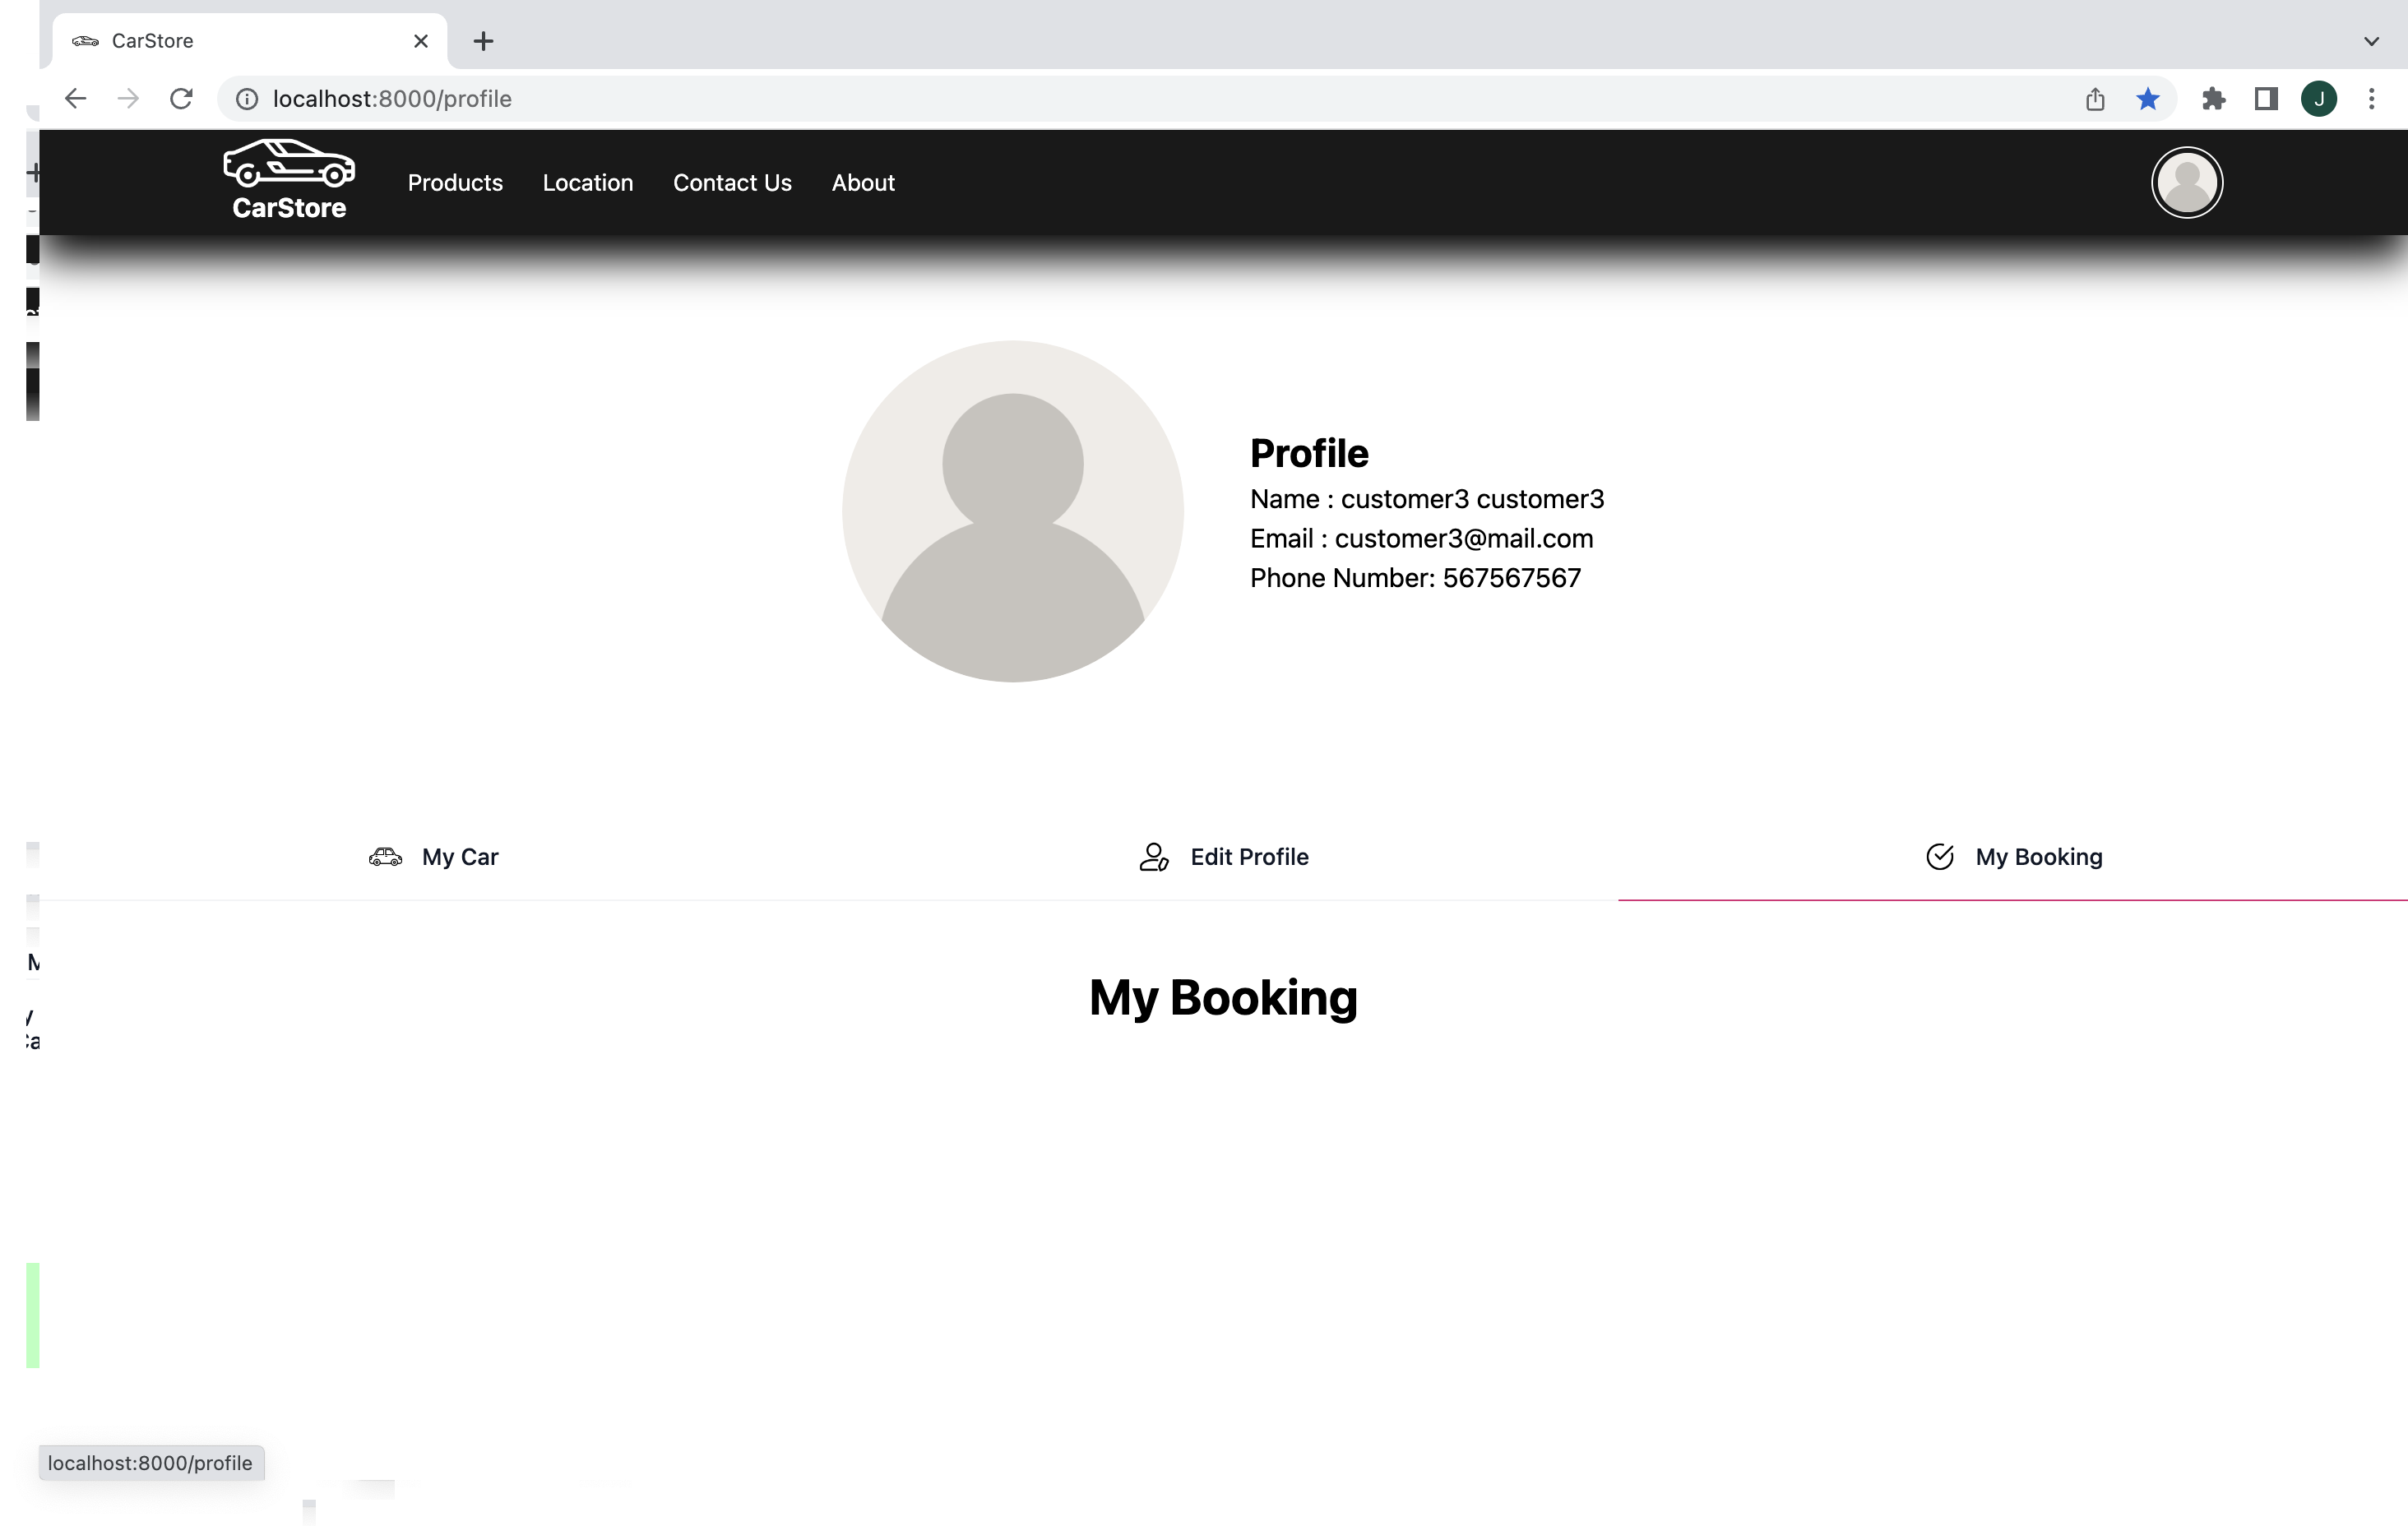 CarStore
localhost:8000/profile
J
CarStore
Products Location Contact Us About
Profile
Name : customer3 customer3
Email : customer3@mail.com
Phone Number: 567567567
My Car Edit Profile My Booking
My Booking
localhost:8000/profile